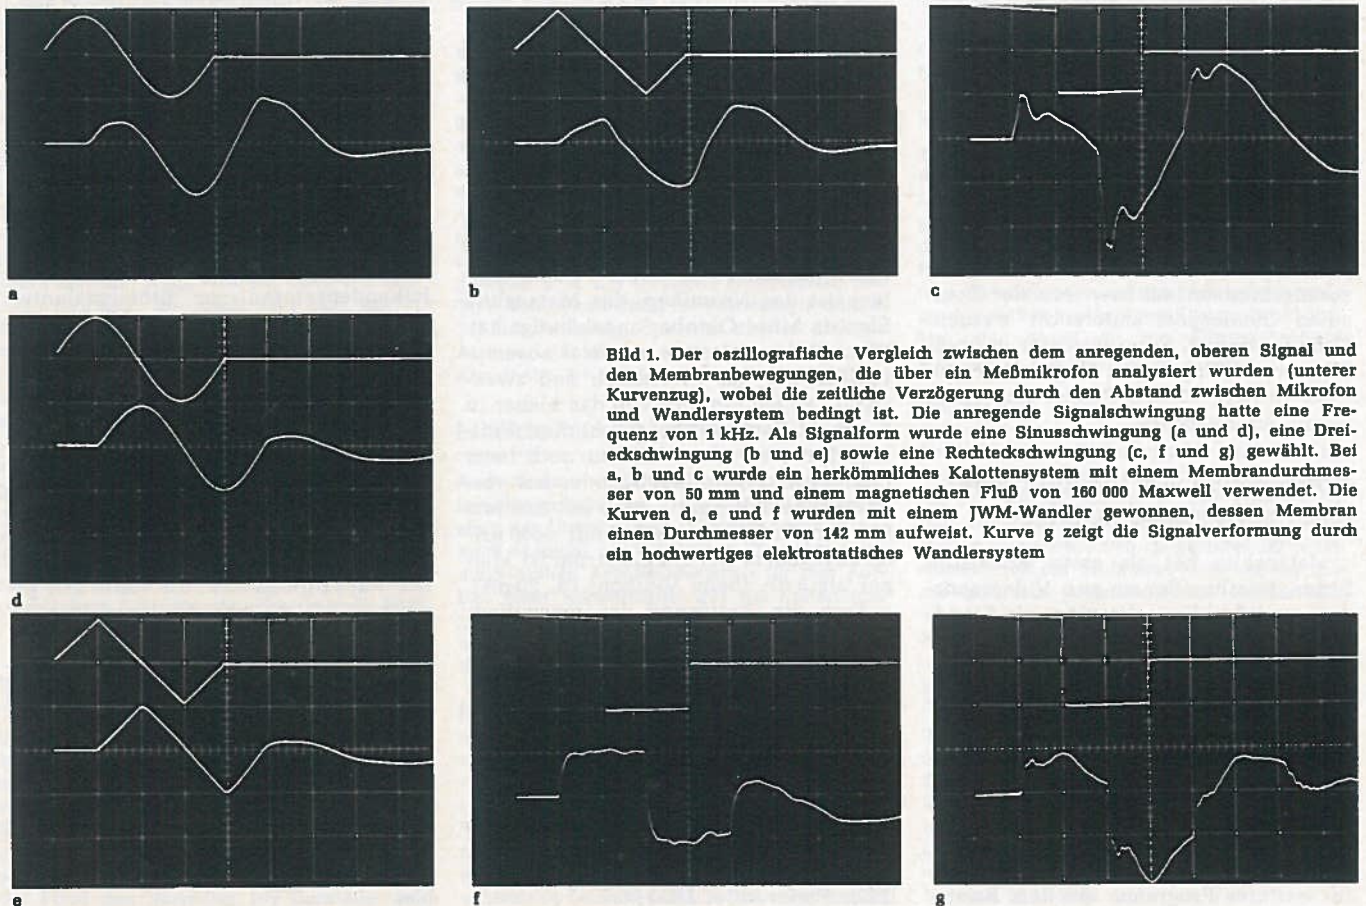 a
b
c
Bild 1. Der oszillografische Vergleich zwischen dem anregenden, oberen Signal und
den Membranbewegungen, die über ein Meßmikrofon analysiert wurden (unterer
Kurvenzug), wobei die zeitliche Verzögerung durch den Abstand zwischen Mikrofon
und Wandlersystem bedingt ist. Die anregende Signalschwingung hatte eine Fre-
quenz von 1 kHz. Als Signalform wurde eine Sinusschwingung (a und d), eine Drei-
eckschwingung (b und e) sowie eine Rechteckschwingung (c, f und g) gewählt. Bei
a, b und c wurde ein herkömmliches Kalottensystem mit einem Membrandurchmes-
ser von 50 mm und einem magnetischen Fluß von 160 000 Maxwell verwendet. Die
Kurven d, e und f wurden mit einem JWM-Wandler gewonnen, dessen Membran
einen Durchmesser von 142 mm aufweist. Kurve g zeigt die Signalverformung durch
ein hochwertiges elektrostatisches Wandlersystem
d
e
f
g